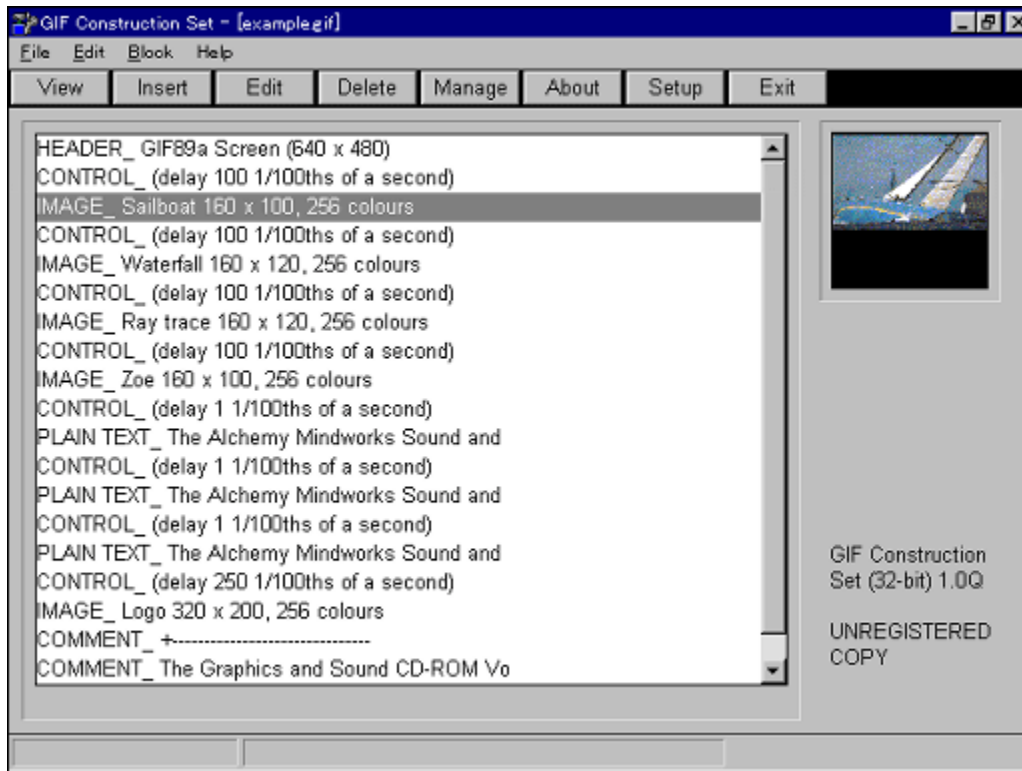 GIF Construction Set - [example.gif]
File Edit Block Help
View Insert Edit Delete Manage About Setup Exit
HEADER_ GIF89a Screen (640 x 480)
CONTROL_ (delay 100 1/100ths of a second)
IMAGE_ Sailboat 160 x 100, 256 colours
CONTROL_ (delay 100 1/100ths of a second)
IMAGE_ Waterfall 160 x 120, 256 colours
CONTROL_ (delay 100 1/100ths of a second)
IMAGE_ Ray trace 160 x 120, 256 colours
CONTROL_ (delay 100 1/100ths of a second)
IMAGE_ Zoe 160 x 100, 256 colours
CONTROL_ (delay 1 1/100ths of a second)
PLAIN TEXT_ The Alchemy Mindworks Sound and
CONTROL_ (delay 1 1/100ths of a second)
PLAIN TEXT_ The Alchemy Mindworks Sound and
CONTROL_ (delay 1 1/100ths of a second)
PLAIN TEXT_ The Alchemy Mindworks Sound and
CONTROL_ (delay 250 1/100ths of a second)
IMAGE_ Logo 320 x 200, 256 colours
COMMENT_ +-------------------------------
COMMENT_ The Graphics and Sound CD-ROM Vo
GIF Construction
Set (32-bit) 1.0Q
UNREGISTERED
COPY